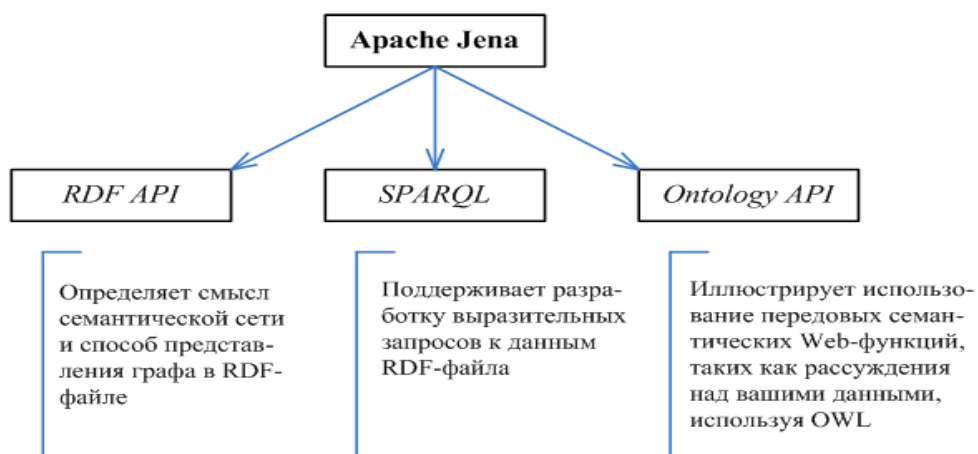 Apache Jena
RDF API
SPARQL
Ontology API
Определяет смысл
семантической сети
и способ представ-
ления графа в RDF-
файле
Поддерживает разра-
ботку выразительных
запросов к данным
RDF-файла
Иллюстрирует использо-
вание передовых семан-
тических Web-функций,
таких как рассуждения
над вашими данными,
используя OWL